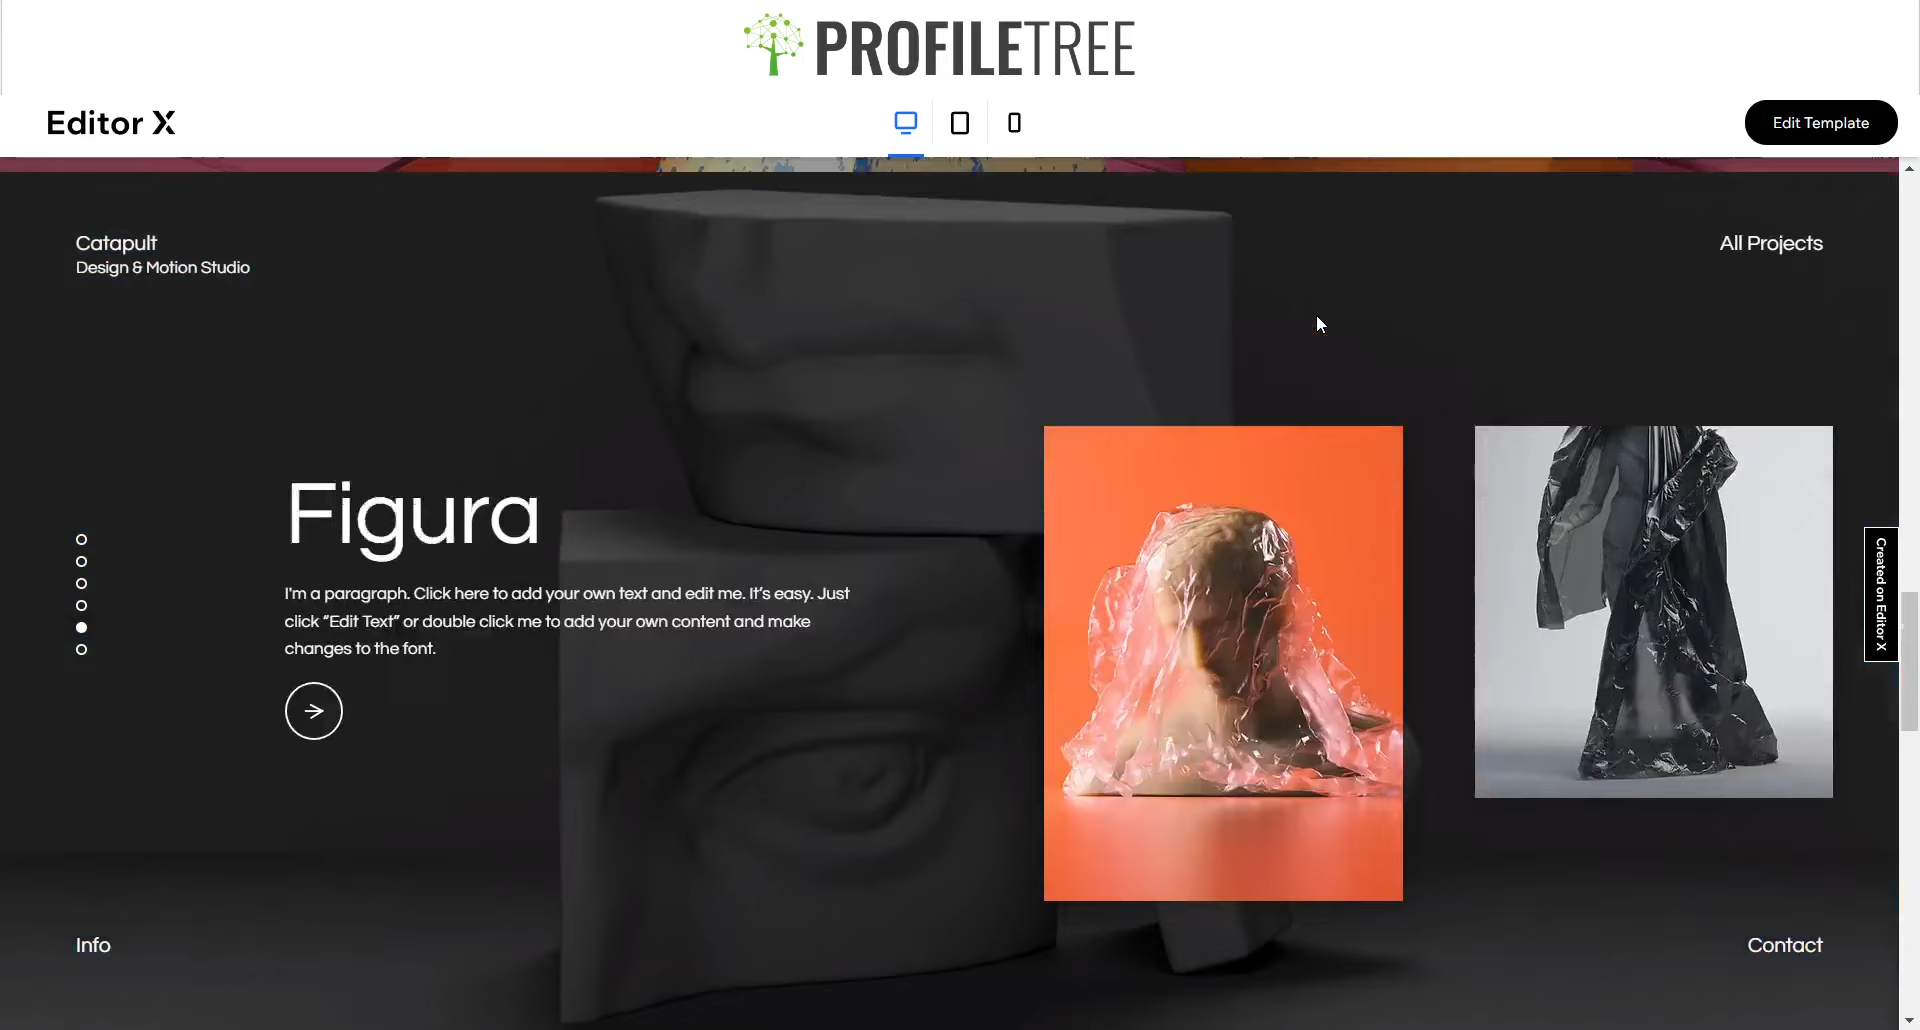 PROFILETREE
Editor X
Edit Template
Catapult
Design & Motion Studio
All Projects
Figura
I'm a paragraph. Click here to add your own text and edit me. It's easy. Just
click "Edit Text" or double click me to add your own content and make
changes to the font.
Created on Editor X
Info
Contact